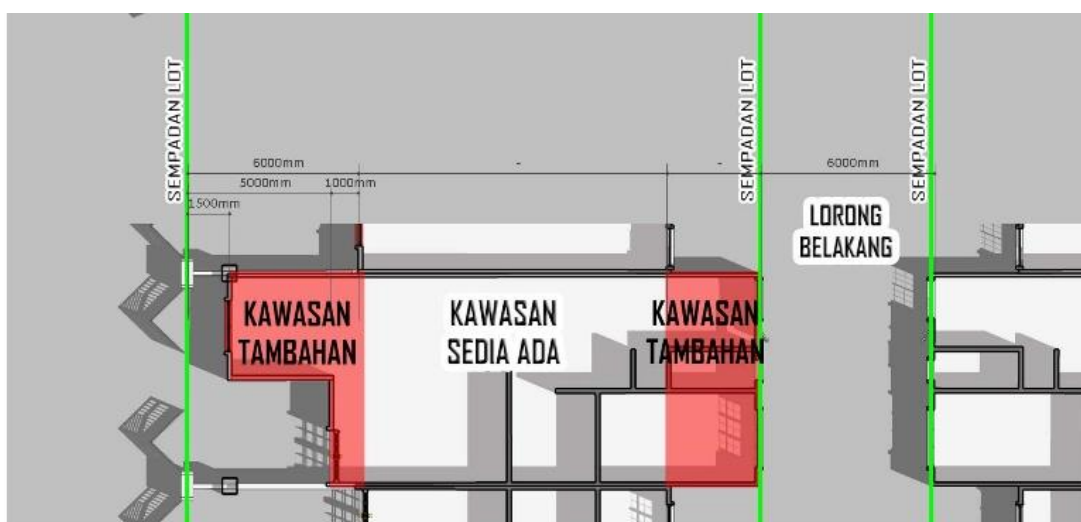 SEMPADAN LOT
SEMPADAN LOT
SEMPADAN LOT
6000mm
-
-
6000mm
5000mm
1000mm
1500mm
LORONG
BELAKANG
KAWASAN
TAMBAHAN
KAWASAN
SEDIA ADA
KAWASAN
TAMBAHAN